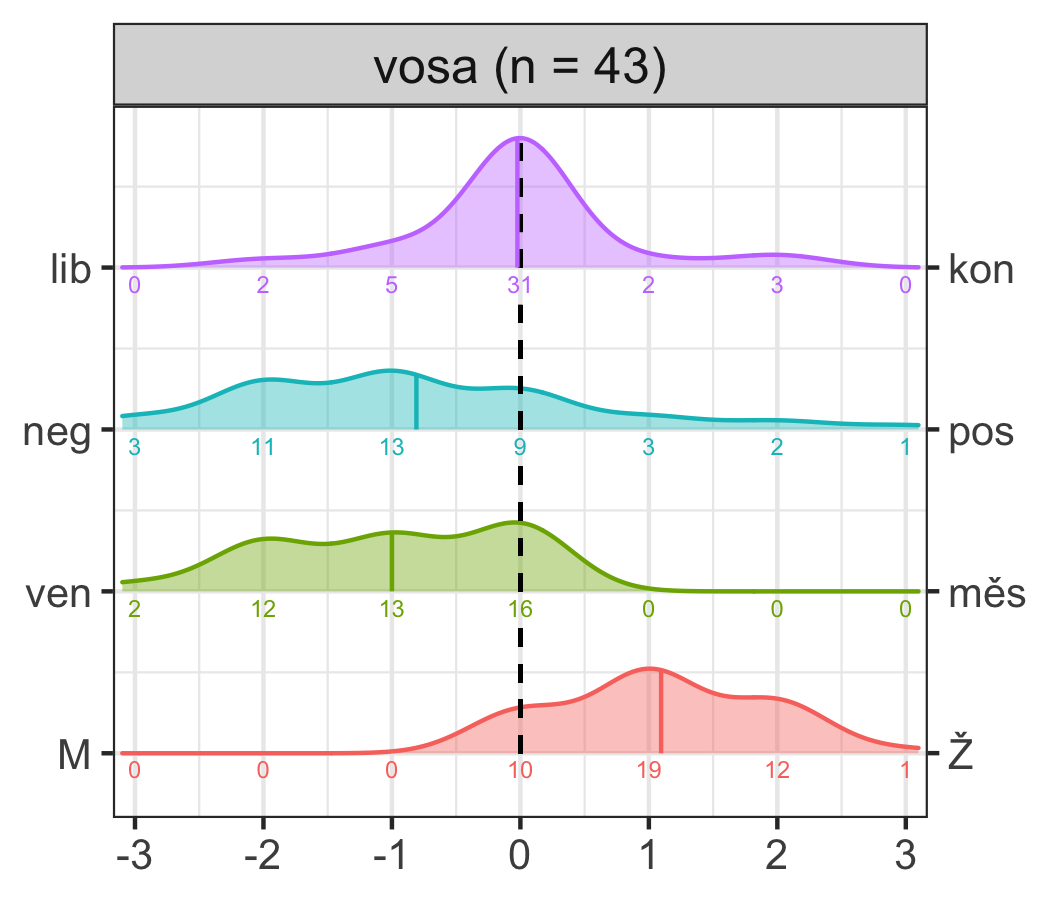 vosa (n = 43)
lib kon
0 2 5 31 2 3 0
neg pos
3 11 13 9 3 2 1
ven měs
2 12 13 16 0 0 0
M Ž
0 0 0 10 19 12 1
-3 -2 -1 0 1 2 3